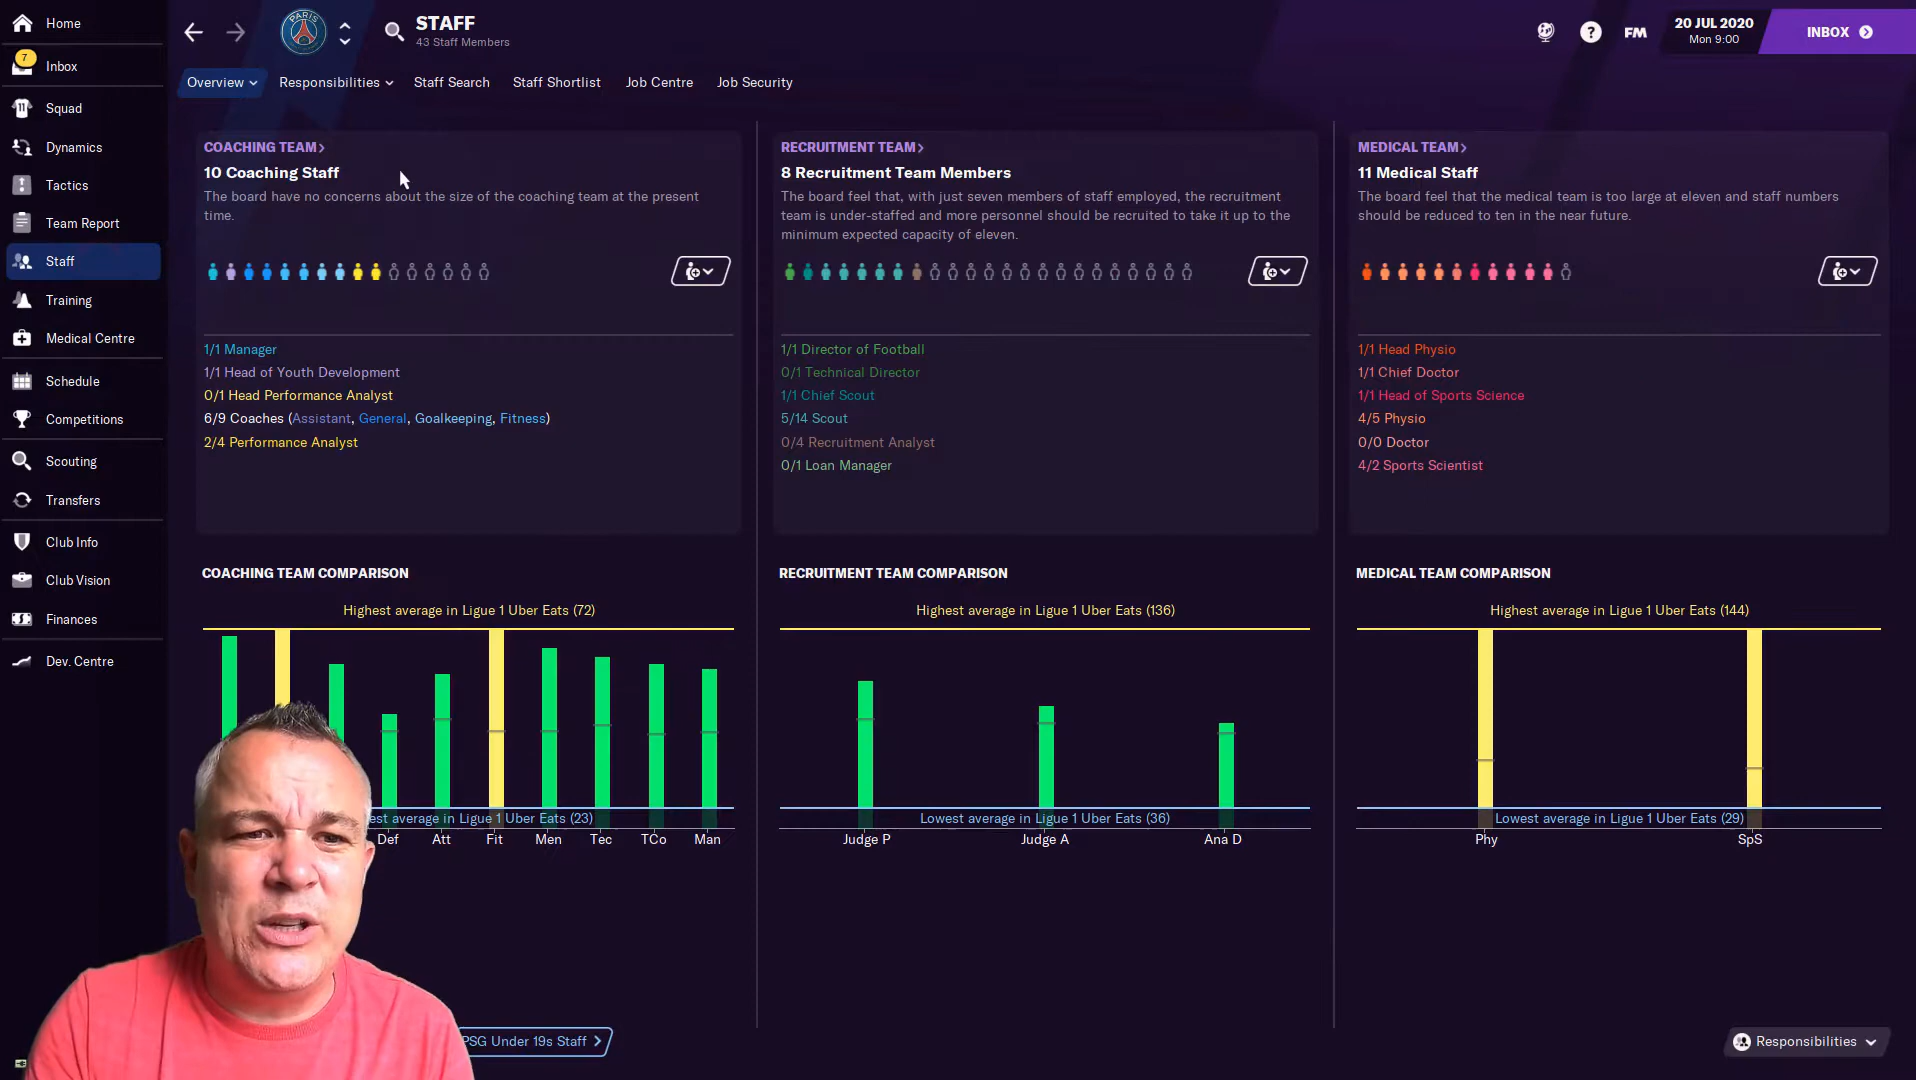 Home
7
Inbox
Squad
Dynamics
Tactics
Team Report
Staff
Training
Medical Centre
Schedule
Competitions
Scouting
Transfers
Club Info
Club Vision
Finances
Dev. Centre
PARIS
STAFF
43 Staff Members
?
FM
20 JUL 2020
Mon 9:00
INBOX
Overview
Responsibilities
Staff Search
Staff Shortlist
Job Centre
Job Security
COACHING TEAM>
10 Coaching Staff
The board have no concerns about the size of the coaching team at the present
time.
1/1 Manager
1/1 Head of Youth Development
0/1 Head Performance Analyst
6/9 Coaches (Assistant, General, Goalkeeping, Fitness)
2/4 Performance Analyst
RECRUITMENT TEAM>
8 Recruitment Team Members
The board feel that, with just seven members of staff employed, the recruitment
team is under-staffed and more personnel should be recruited to take it up to the
minimum expected capacity of eleven.
1/1 Director of Football
0/1 Technical Director
1/1 Chief Scout
5/14 Scout
0/4 Recruitment Analyst
0/1 Loan Manager
MEDICAL TEAM>
11 Medical Staff
The board feel that the medical team is too large at eleven and staff numbers
should be reduced to ten in the near future.
1/1 Head Physio
1/1 Chief Doctor
1/1 Head of Sports Science
4/5 Physio
0/0 Doctor
4/2 Sports Scientist
COACHING TEAM COMPARISON
Highest average in Ligue 1 Uber Eats (72)
est average in Ligue 1 Uber Eats (23)
Def Att Fit Men Tec TCo Man
RECRUITMENT TEAM COMPARISON
Highest average in Ligue 1 Uber Eats (136)
Lowest average in Ligue 1 Uber Eats (36)
Judge P Judge A Ana D
MEDICAL TEAM COMPARISON
Highest average in Ligue 1 Uber Eats (144)
Lowest average in Ligue 1 Uber Eats (29)
Phy SpS
PSG Under 19s Staff >
Responsibilities